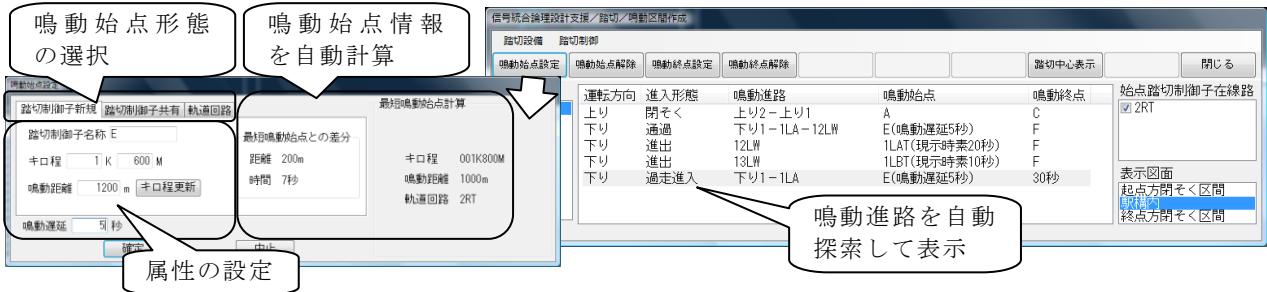 鳴動始点形態
の選択
鳴動始点情報
を自動計算
信号統合論理設計支援/踏切/鳴動区間作成
踏切設備 踏切制御
鳴動始点設定 鳴動始点解除 鳴動終点設定 鳴動終点解除 踏切中心表示 閉じる
運転方向 進入形態 鳴動進路 鳴動始点 鳴動終点
上り 閉そく 上り2-上り1 A C
下り 通過 下り1-1LA-12LW E(鳴動遅延5秒) F
下り 進出 12LW 1LAT(現示時素20秒) F
下り 進出 13LW 1LBT(現示時素10秒) F
下り 過走進入 下り1-1LA E(鳴動遅延5秒) 30秒
始点踏切制御子在線路
2RT
表示図面
起点方閉そく区間
駅構内
終点方閉そく区間
鳴動始点設定
踏切制御子新規 踏切制御子共有 軌道回路
踏切制御子名称 E
キロ程 1 K 600 M
鳴動距離 1200 m キロ程更新
鳴動遅延 5 秒
最短鳴動始点との差分
距離 200m
時間 7秒
最短鳴動始点計算
キロ程 001K800M
鳴動距離 1000m
軌道回路 2RT
確定 中止
属性の設定
鳴動進路を自動
探索して表示